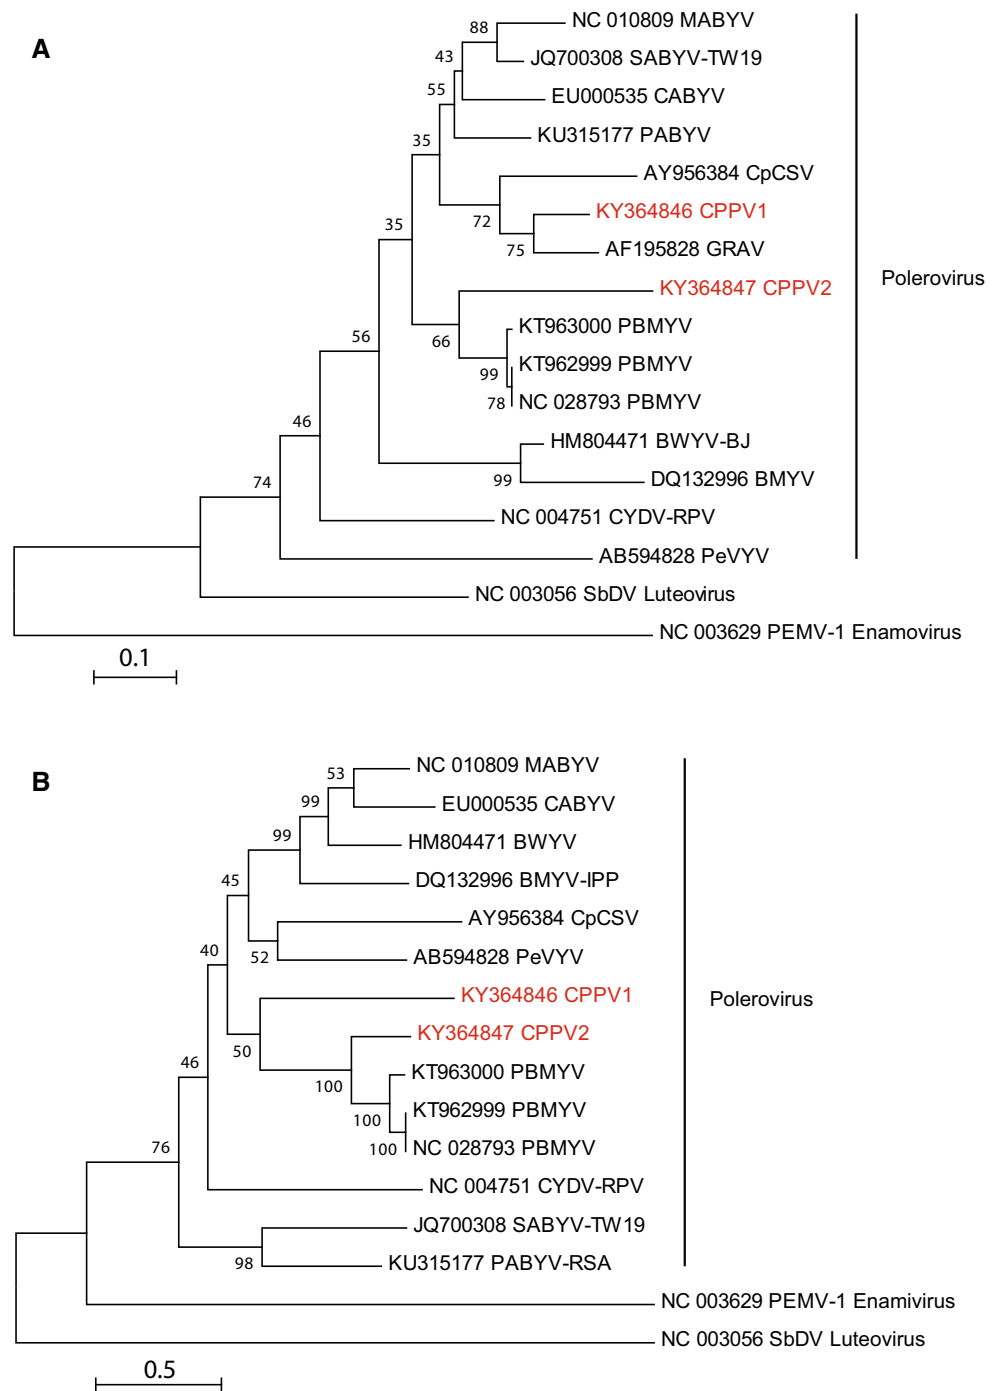 A
88
NC 010809 MABYV
JQ700308 SABYV-TW19
43
EU000535 CABYV
55
KU315177 PABYV
35
AY956384 CpCSV
72
KY364846 CPPV1
75
AF195828 GRAV
35
KY364847 CPPV2
Polerovirus
66
KT963000 PBMYV
56
KT962999 PBMYV
99
78
NC 028793 PBMYV
46
HM804471 BWYV-BJ
99
DQ132996 BMYV
74
NC 004751 CYDV-RPV
AB594828 PeVYV
NC 003056 SbDV Luteovirus
NC 003629 PEMV-1 Enamovirus
0.1
B
53
NC 010809 MABYV
99
EU000535 CABYV
99
HM804471 BWYV
45
DQ132996 BMYV-IPP
AY956384 CpCSV
40
52
AB594828 PeVYV
KY364846 CPPV1
Polerovirus
50
KY364847 CPPV2
46
100
KT963000 PBMYV
100
KT962999 PBMYV
100
NC 028793 PBMYV
76
NC 004751 CYDV-RPV
JQ700308 SABYV-TW19
98
KU315177 PABYV-RSA
NC 003629 PEMV-1 Enamivirus
NC 003056 SbDV Luteovirus
0.5